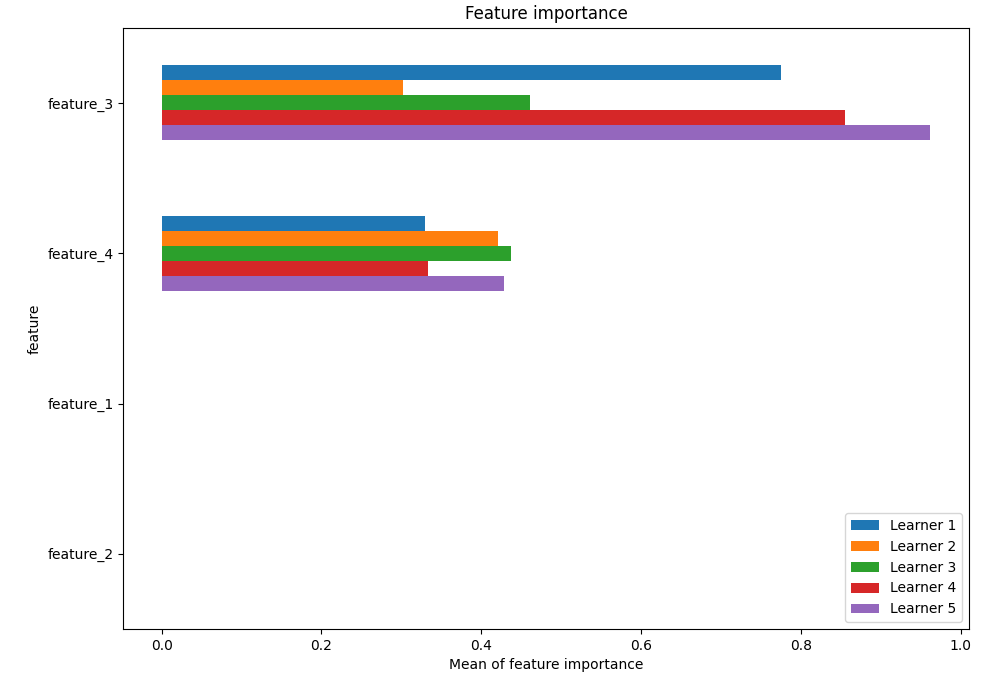 Feature importance
feature_3
feature_4
feature_1
feature_2
feature
Learner 1
Learner 2
Learner 3
Learner 4
Learner 5
0.0 0.2 0.4 0.6 0.8 1.0
Mean of feature importance